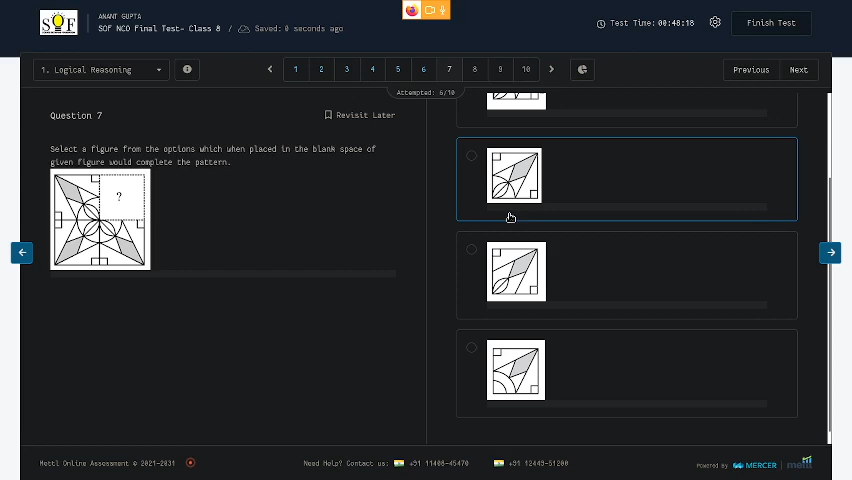 SOF
ANANT GUPTA
SOF NCO Final Test- Class 8
Saved: 0 seconds ago
Test Time: 00:48:18
Finish Test
1. Logical Reasoning
1 2 3 4 5 6 7 8 9 10
Previous Next
Attempted: 6/10
Question 7
Revisit Later
Select a figure from the options which when placed in the blank space of
given figure would complete the pattern.
?
Mettl Online Assessment © 2021-2031
Need Help? Contact us: +91 11408-45470 +91 12449-51200
Powered by MERCER mettl